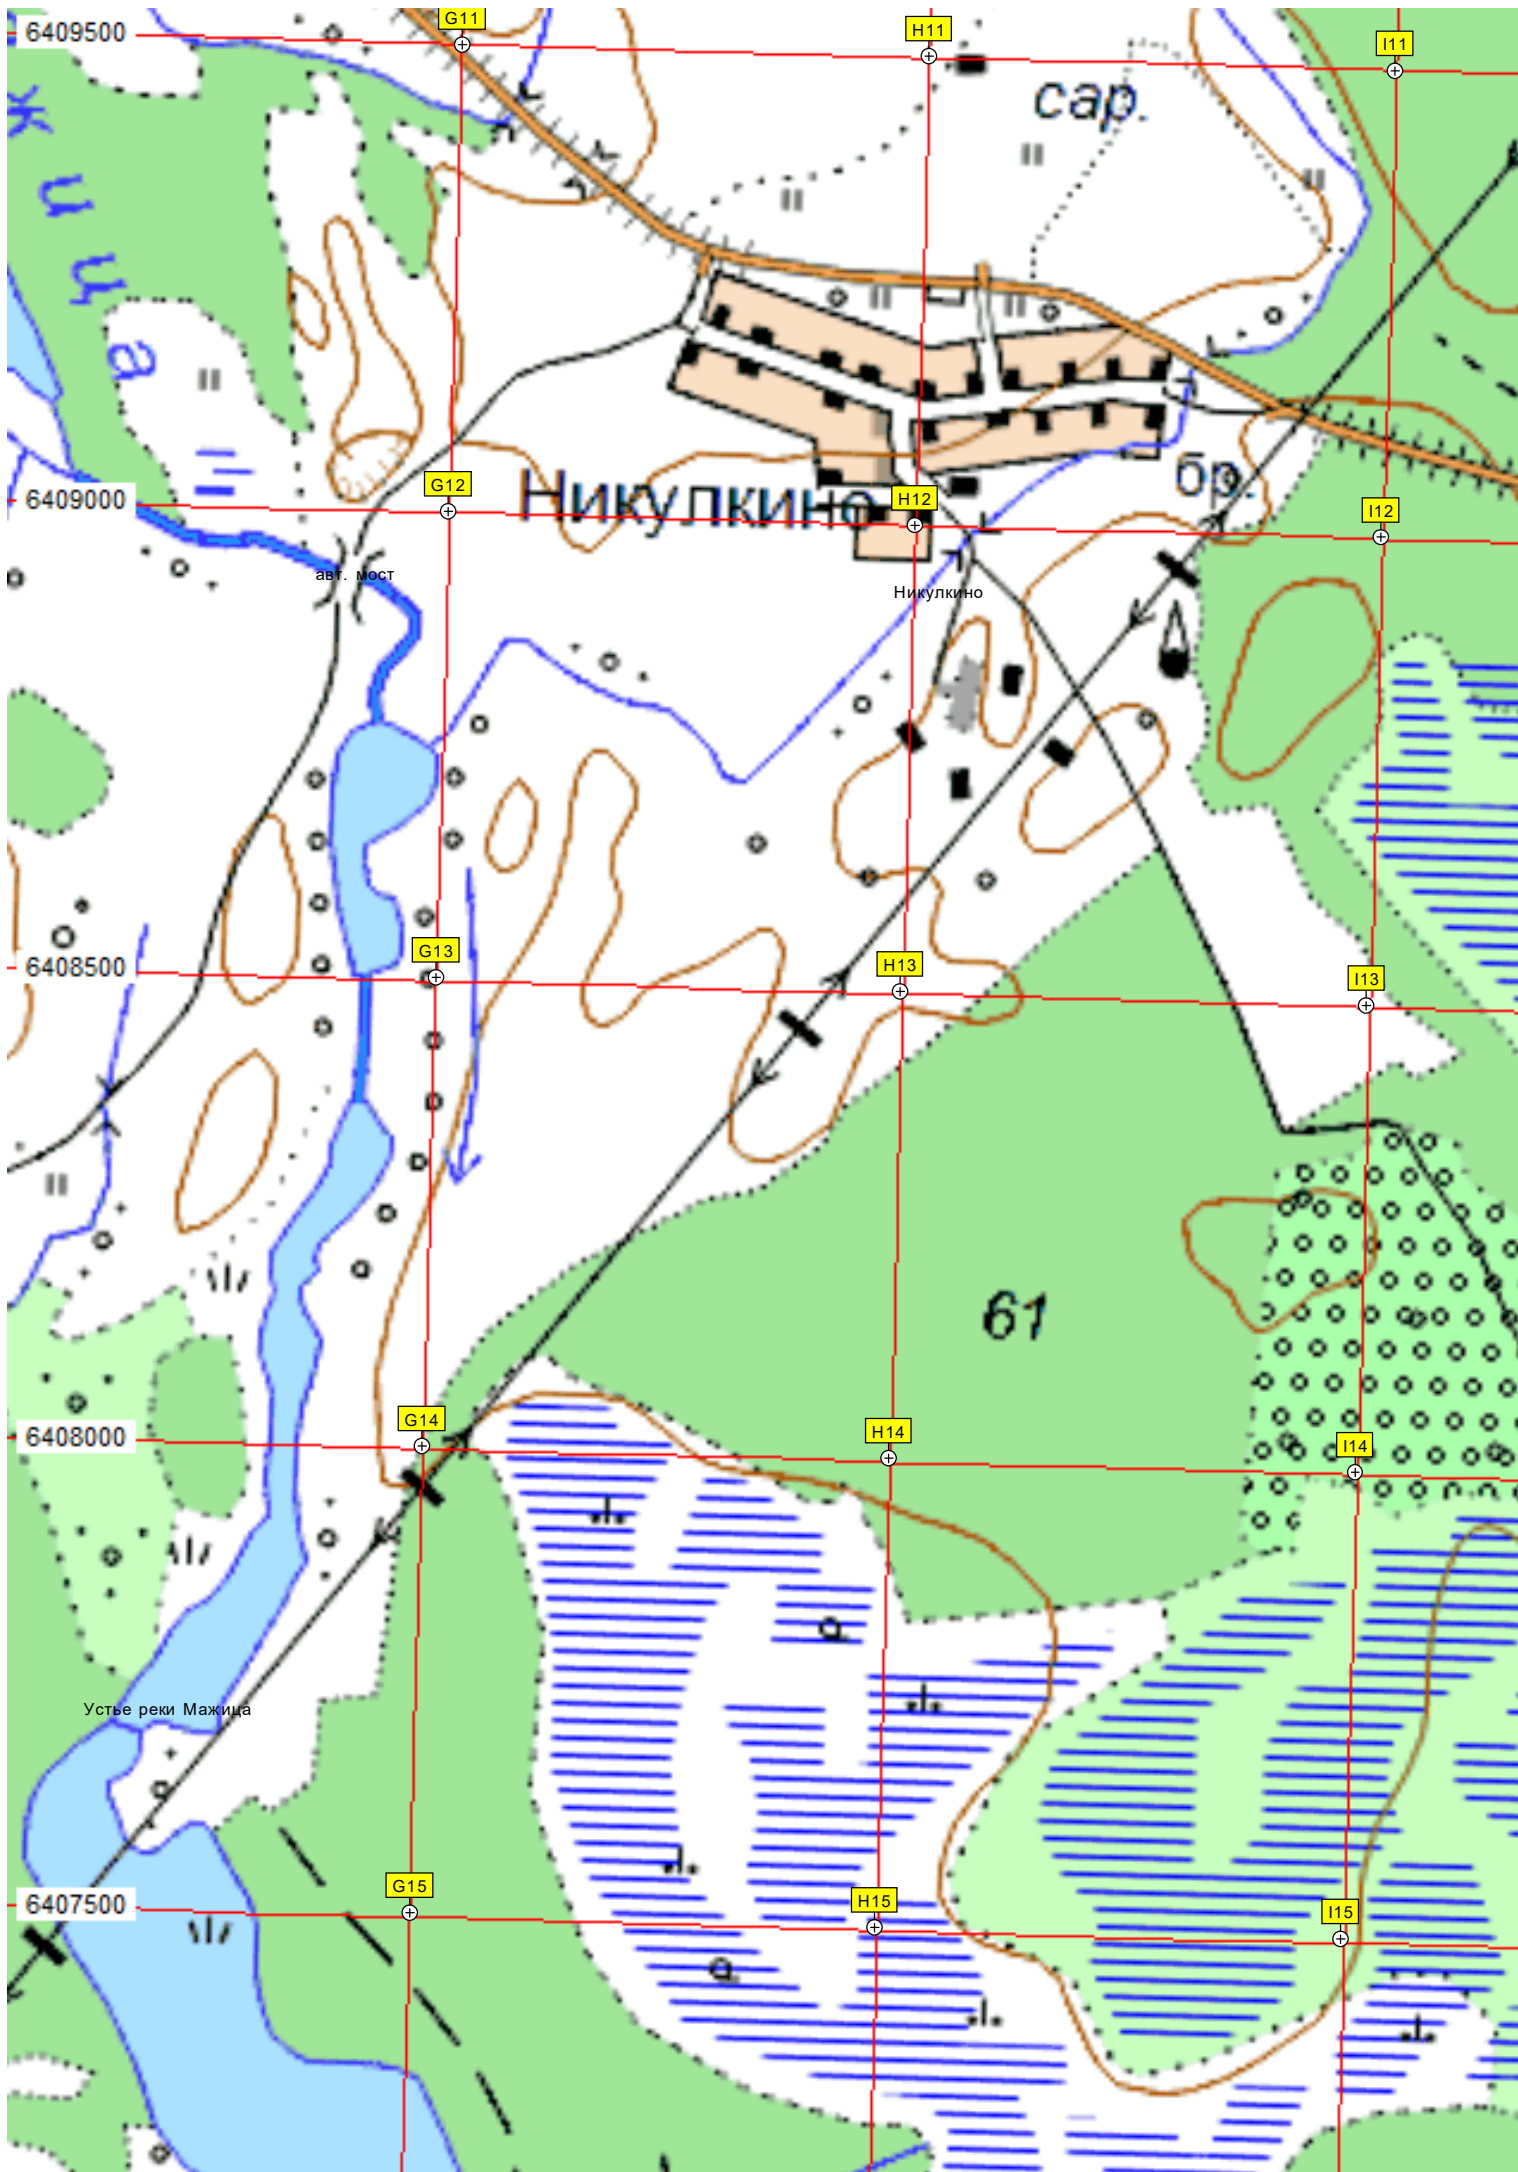 G11
6409500
H11
I11
сар.
жица
6409000
G12
Никулкино
H12
бр.
I12
авт. мост
Никулкино
6408500
G13
H13
I13
61
6408000
G14
H14
I14
Устье реки Мажица
6407500
G15
H15
I15